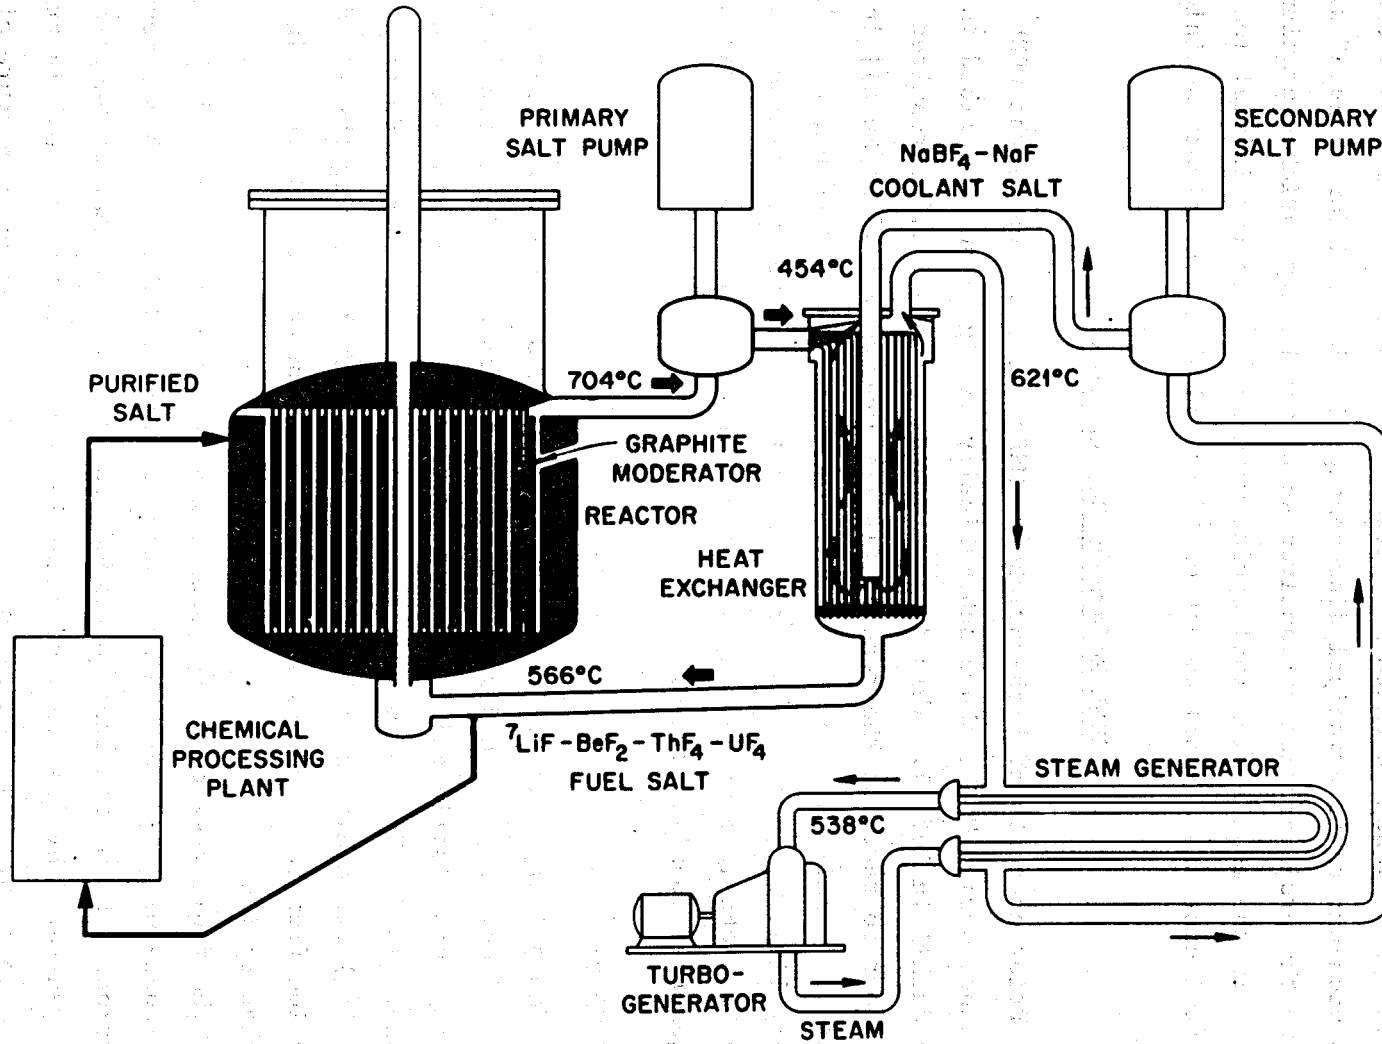 PRIMARY
SALT PUMP
SECONDARY
SALT PUMP
NaBF₄-NaF
COOLANT SALT
454°C
704°C
621°C
PURIFIED
SALT
GRAPHITE
MODERATOR
REACTOR
HEAT
EXCHANGER
566°C
⁷LiF-BeF₂-ThF₄-UF₄
FUEL SALT
CHEMICAL
PROCESSING
PLANT
STEAM GENERATOR
538°C
TURBO-
GENERATOR
STEAM